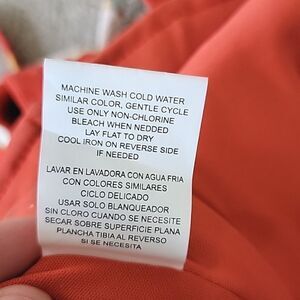 MACHINE WASH COLD WATER
SIMILAR COLOR, GENTLE CYCLE
USE ONLY NON-CHLORINE
BLEACH WHEN NEDDED
LAY FLAT TO DRY
COOL IRON ON REVERSE SIDE
IF NEEDED
LAVAR EN LAVADORA CON AGUA FRIA
CON COLORES SIMILARES
CICLO DELICADO
USAR SOLO BLANQUEADOR
SIN CLORO CUANDO SE NECESITE
SECAR SOBRE SUPERFICIE PLANA
PLANCHA TIBIA AL REVERSO
SI SE NECESITA